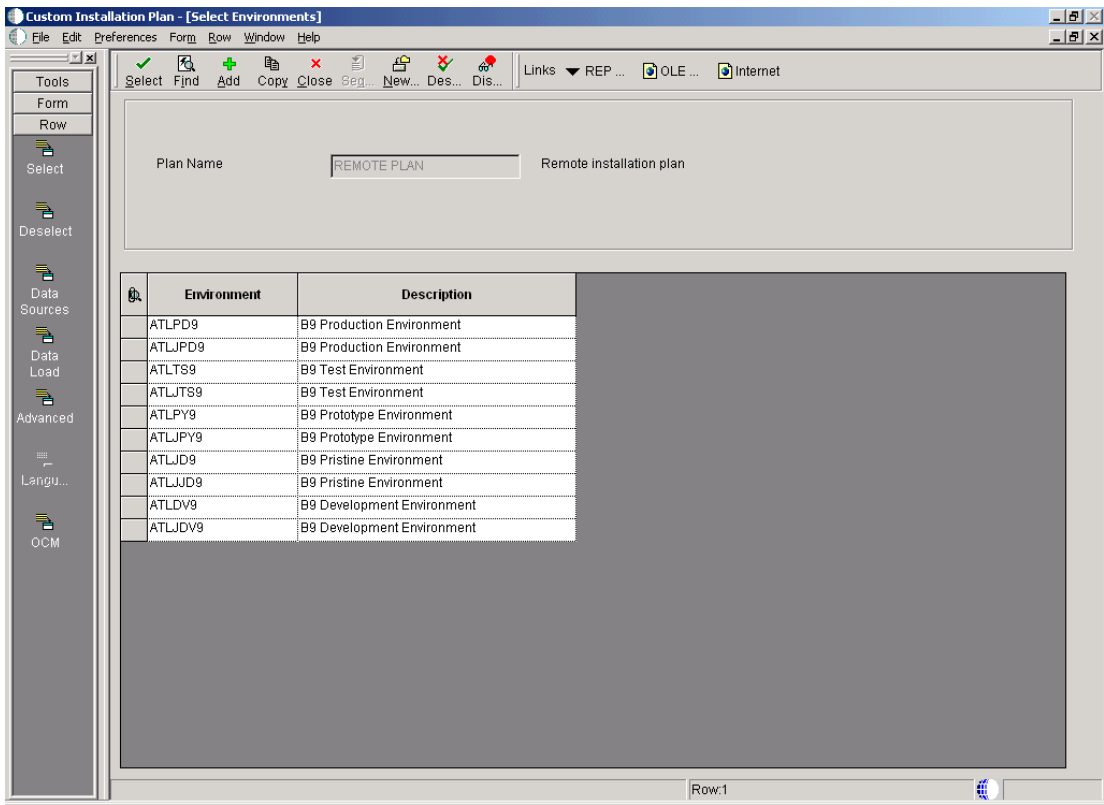 Custom Installation Plan - [Select Environments]
File Edit Preferences Form Row Window Help
Select Find Add Copy Close Seq... New... Des... Dis... Links REP ... OLE ... Internet
Tools
Form
Row
Select
Deselect
Data
Sources
Data
Load
Advanced
Langu...
OCM
Plan Name REMOTE PLAN Remote installation plan
Environment Description
ATLPD9 B9 Production Environment
ATLJPD9 B9 Production Environment
ATLTS9 B9 Test Environment
ATLJTS9 B9 Test Environment
ATLPY9 B9 Prototype Environment
ATLJPY9 B9 Prototype Environment
ATLJD9 B9 Pristine Environment
ATLJJD9 B9 Pristine Environment
ATLDV9 B9 Development Environment
ATLJDV9 B9 Development Environment
Row:1